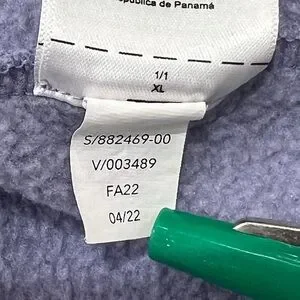 República de Panamá
1/1
XL
S/882469-00
V/003489
FA22
04/22